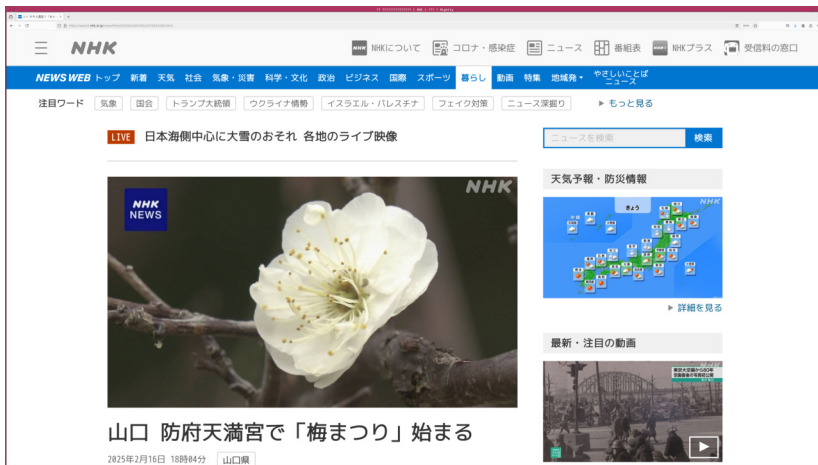 NHK
NHKについて
コロナ・感染症
ニュース
番組表
NHKプラス
受信料の窓口
NEWS WEB トップ 新着 天気 社会 気象・災害 科学・文化 政治 ビジネス 国際 スポーツ 暮らし 動画 特集 地域発 やさしいことばニュース
注目ワード 気象 国会 トランプ大統領 ウクライナ情勢 イスラエル・パレスチナ フェイク対策 ニュース深掘り もっと見る
LIVE 日本海側中心に大雪のおそれ 各地のライブ映像
ニュースを検索 検索
NHK
NEWS
NHK
山口 防府天満宮で「梅まつり」始まる
2025年2月16日 18時04分 山口県
天気予報・防災情報
きょう
NHK
詳細を見る
最新・注目の動画